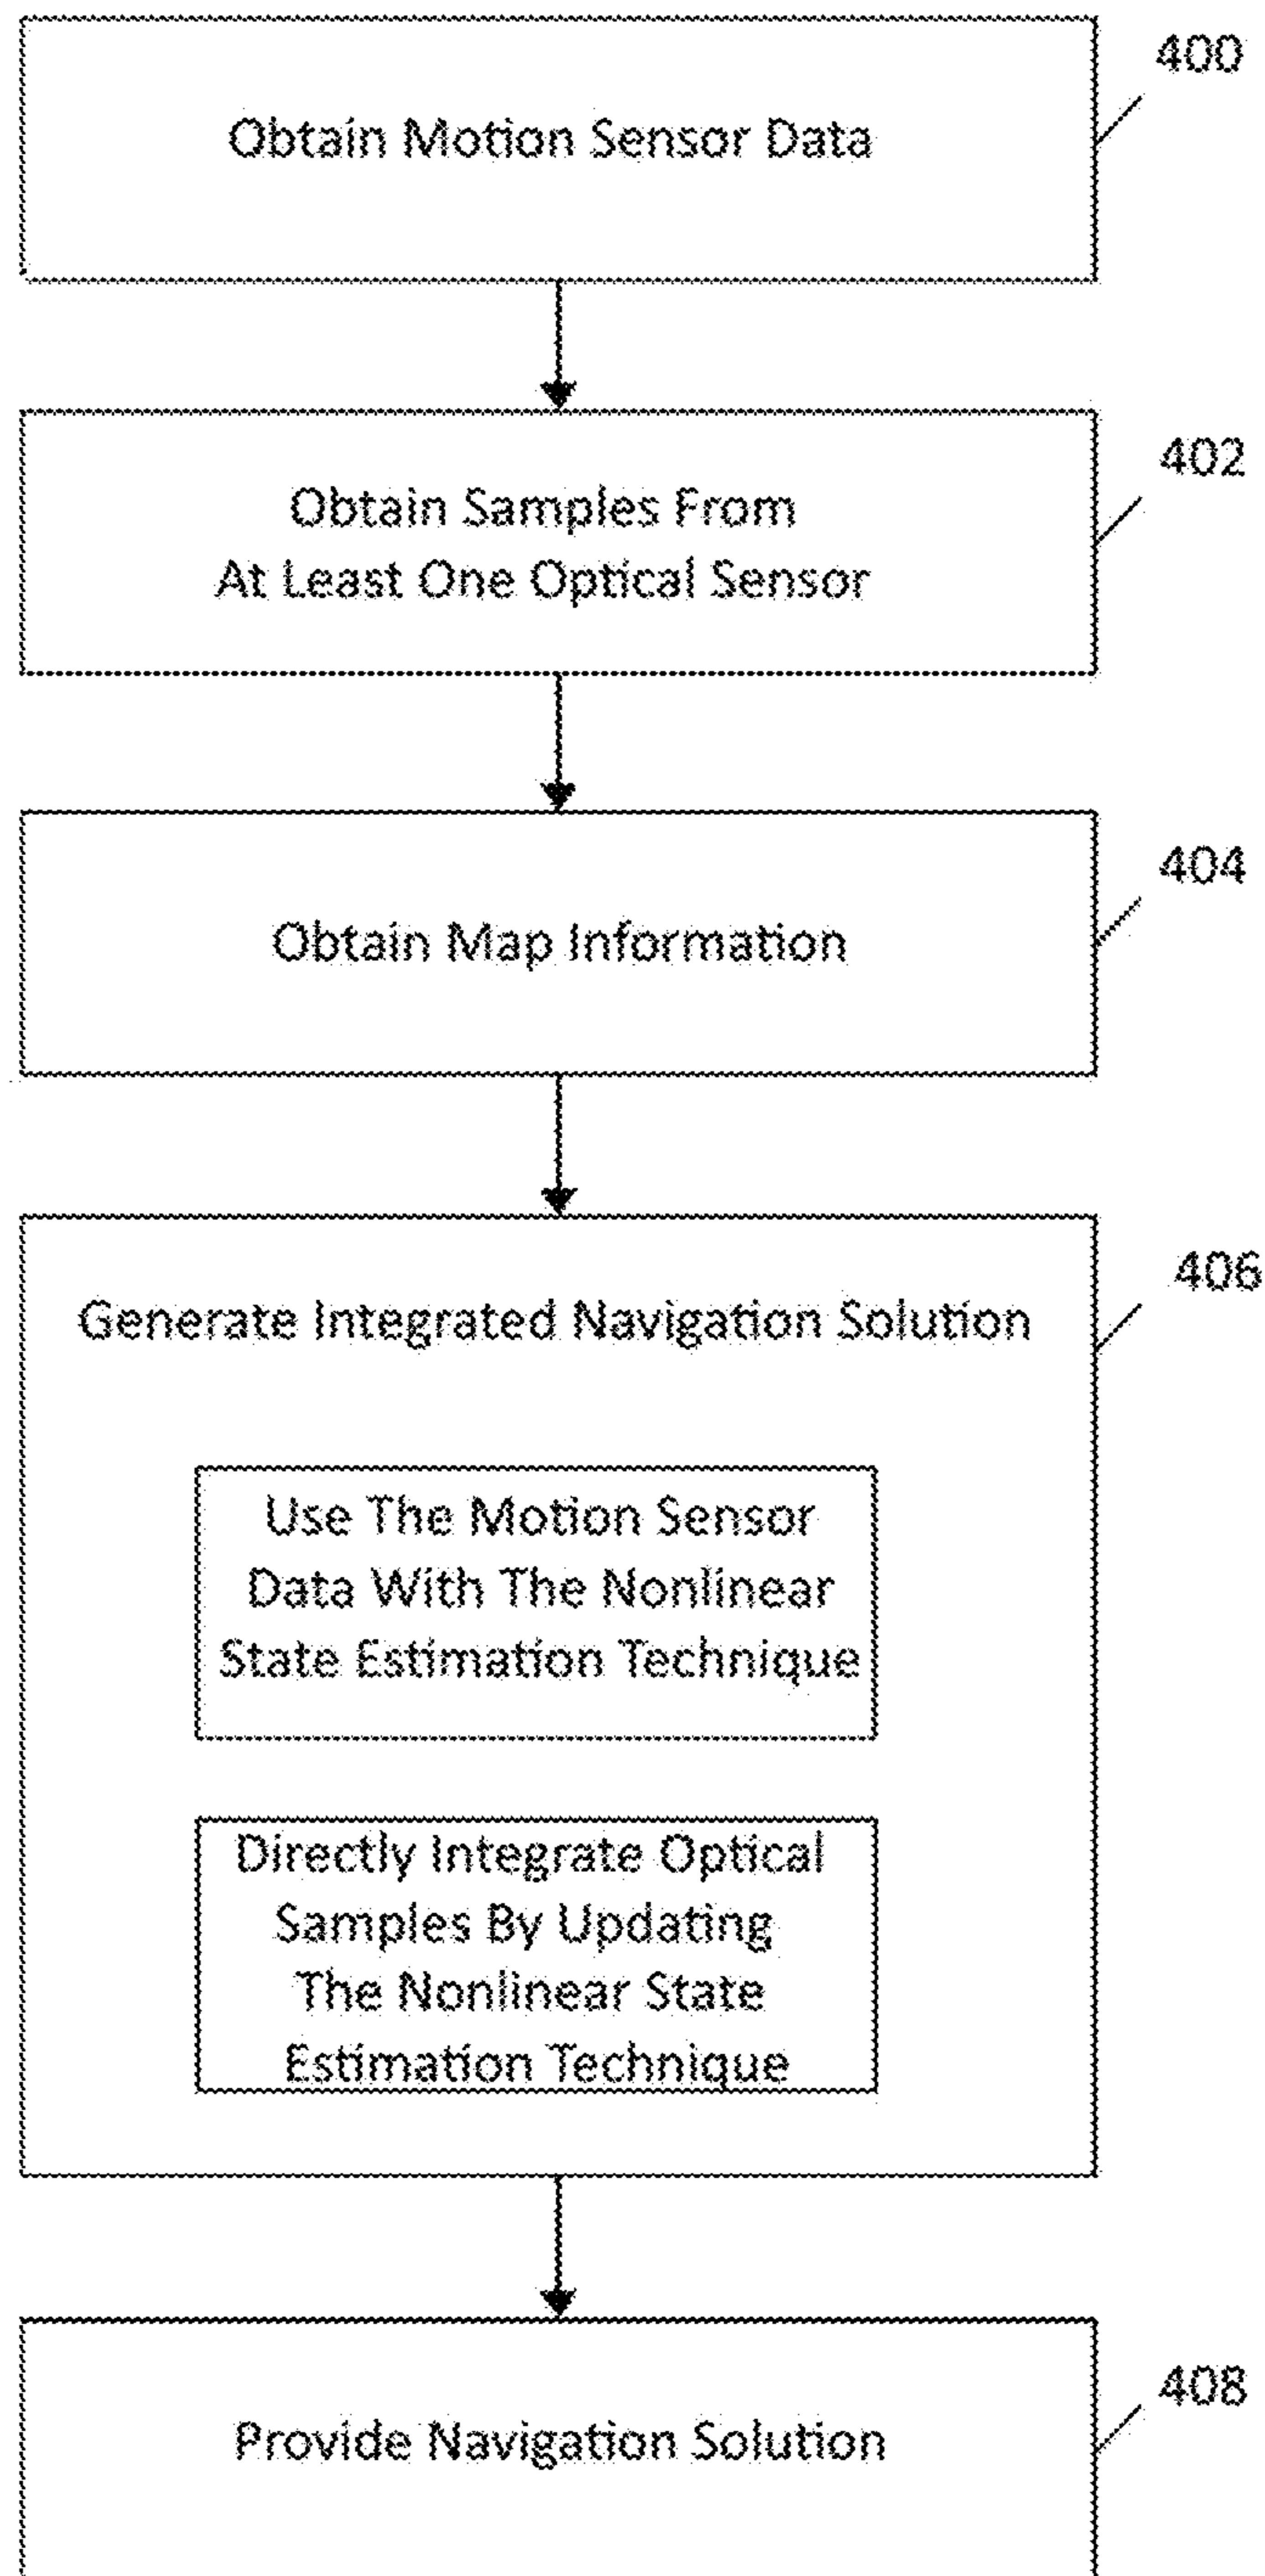 400
Obtain Motion Sensor Data
402
Obtain Samples From
At Least One Optical Sensor
404
Obtain Map Information
406
Generate Integrated Navigation Solution
Use The Motion Sensor
Data With The Nonlinear
State Estimation Technique
Directly Integrate Optical
Samples By Updating
The Nonlinear State
Estimation Technique
408
Provide Navigation Solution